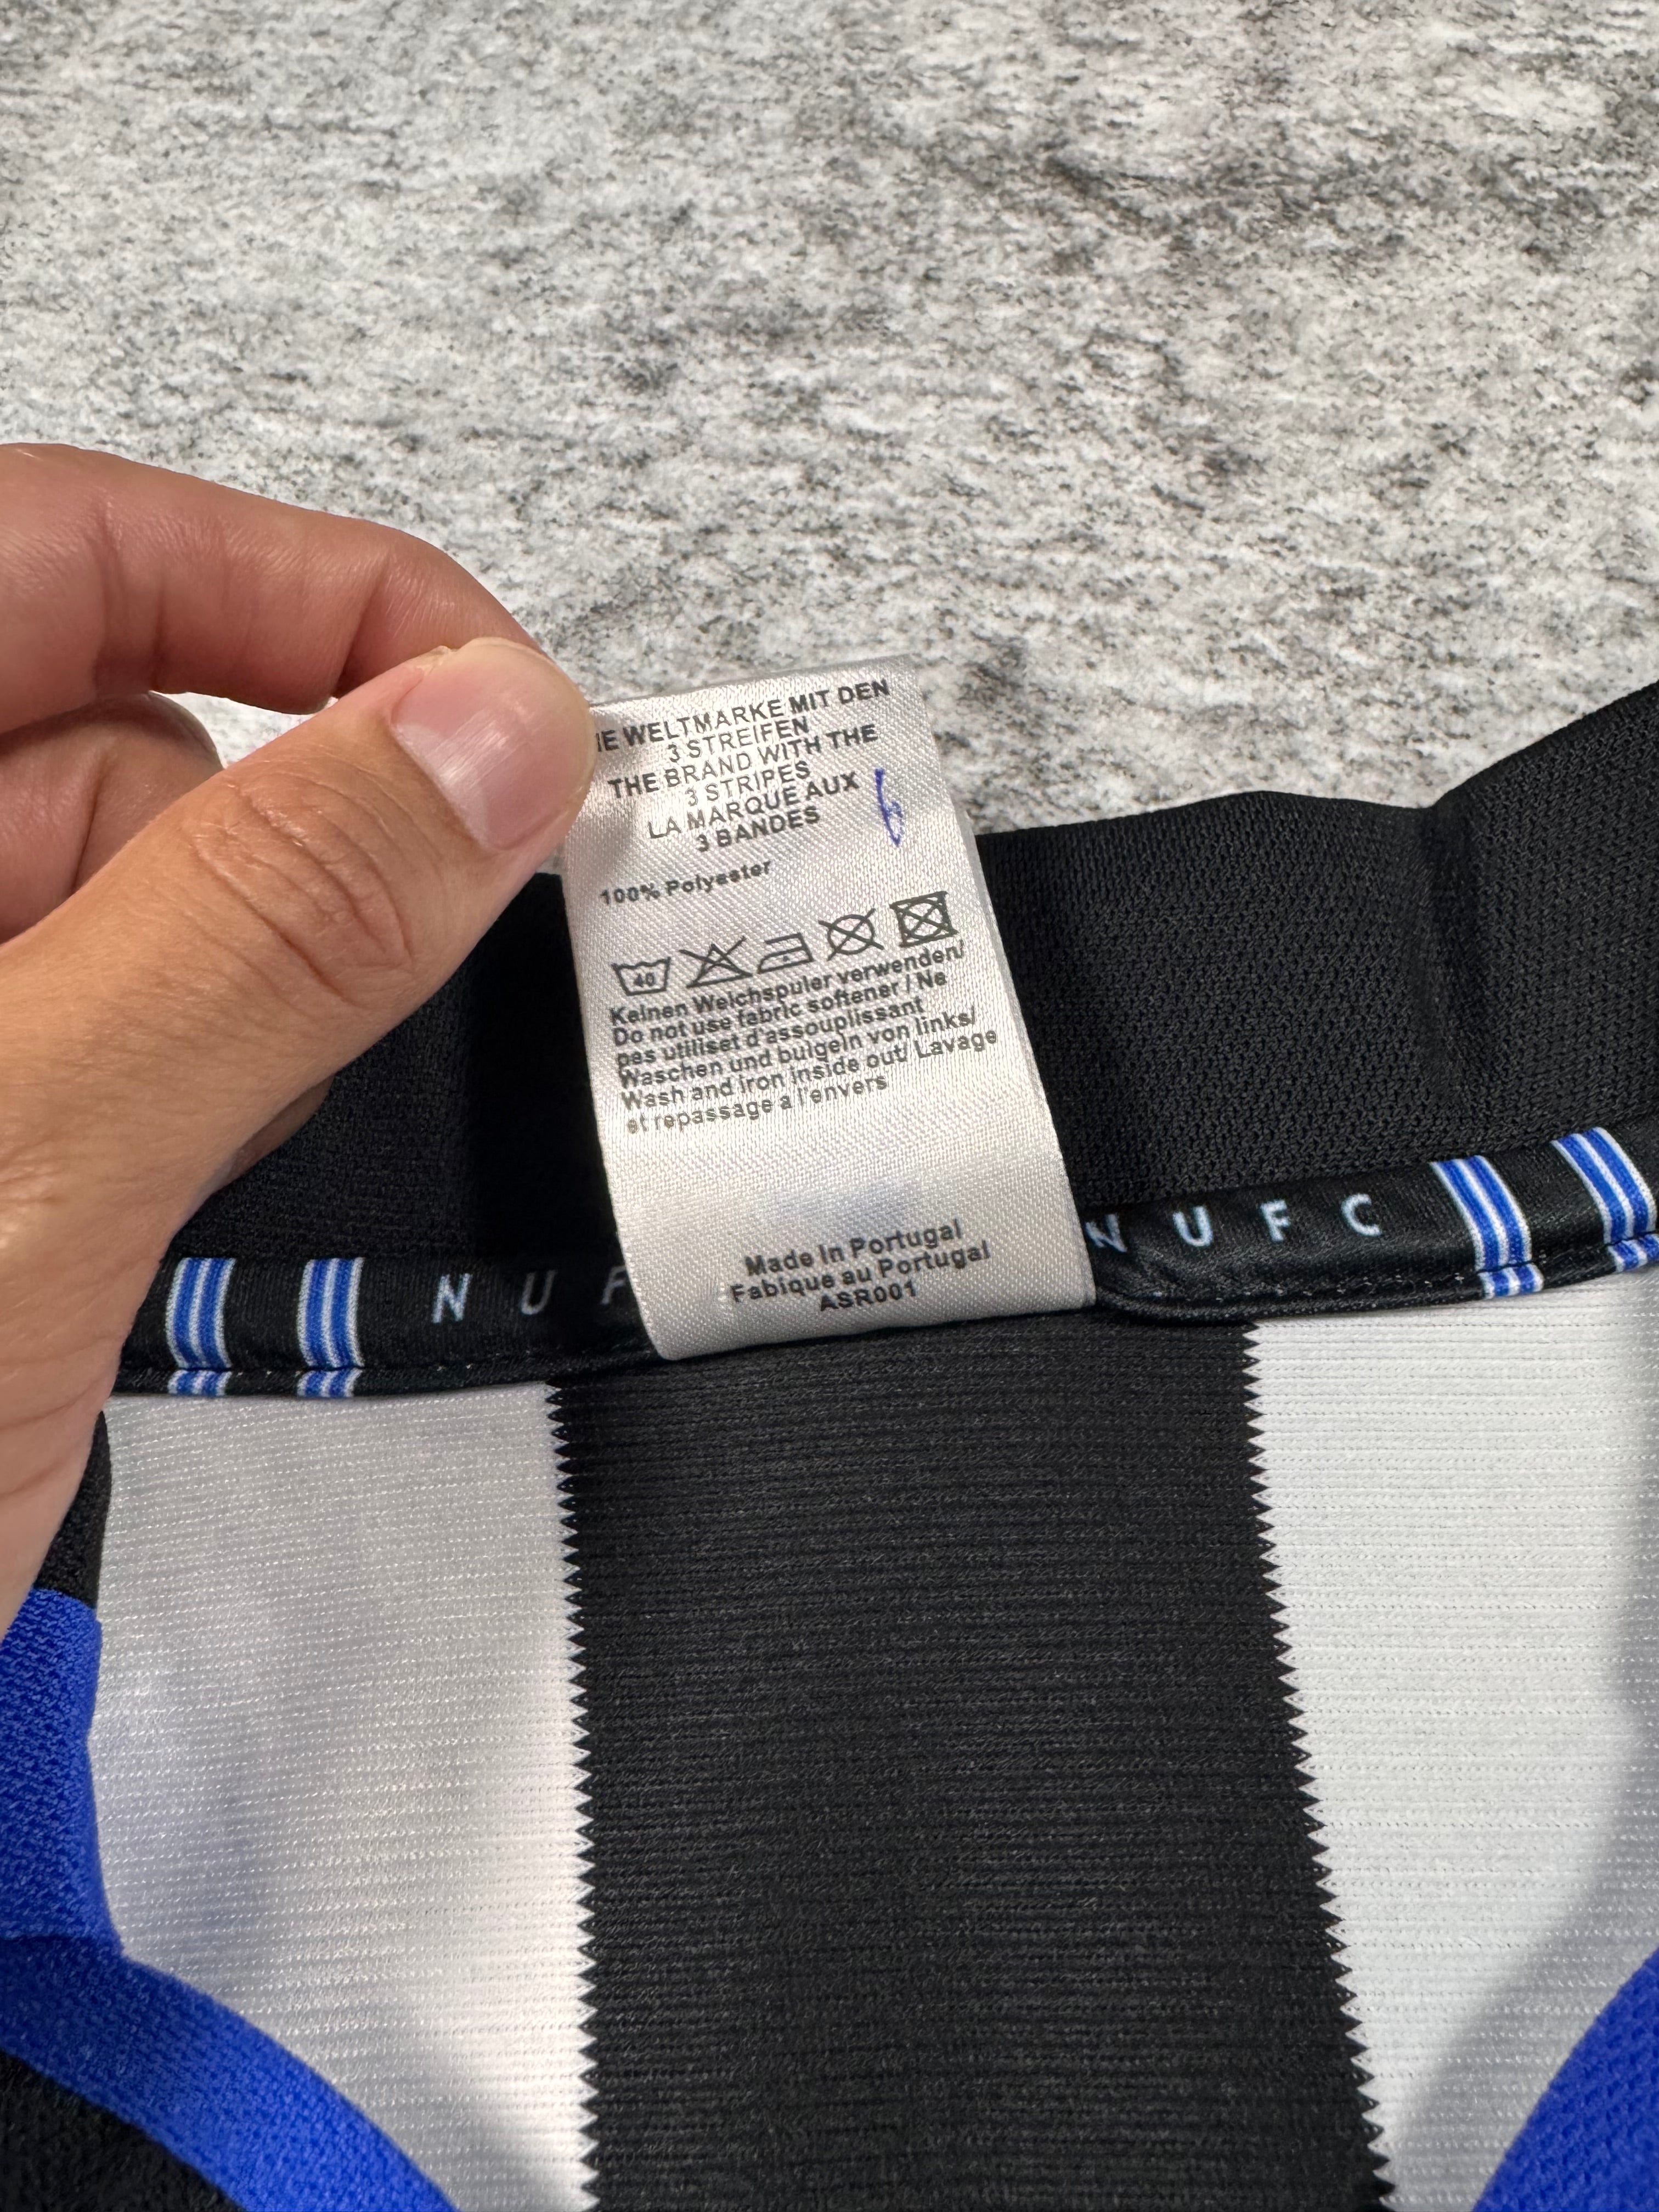 IE WELTMARKE MIT DEN
3 STREIFEN
THE BRAND WITH THE
3 STRIPES
LA MARQUE AUX
3 BANDES
100% Polyester
40
Keinen Weichspuler verwenden/
Do not use fabric softener / Ne
pas utiliset d'assouplissant
Waschen und bulgeln von links/
Wash and iron inside out/ Lavage
et repassage a l'envers
Made in Portugal
Fabique au Portugal
ASR001
N U F
N U F C